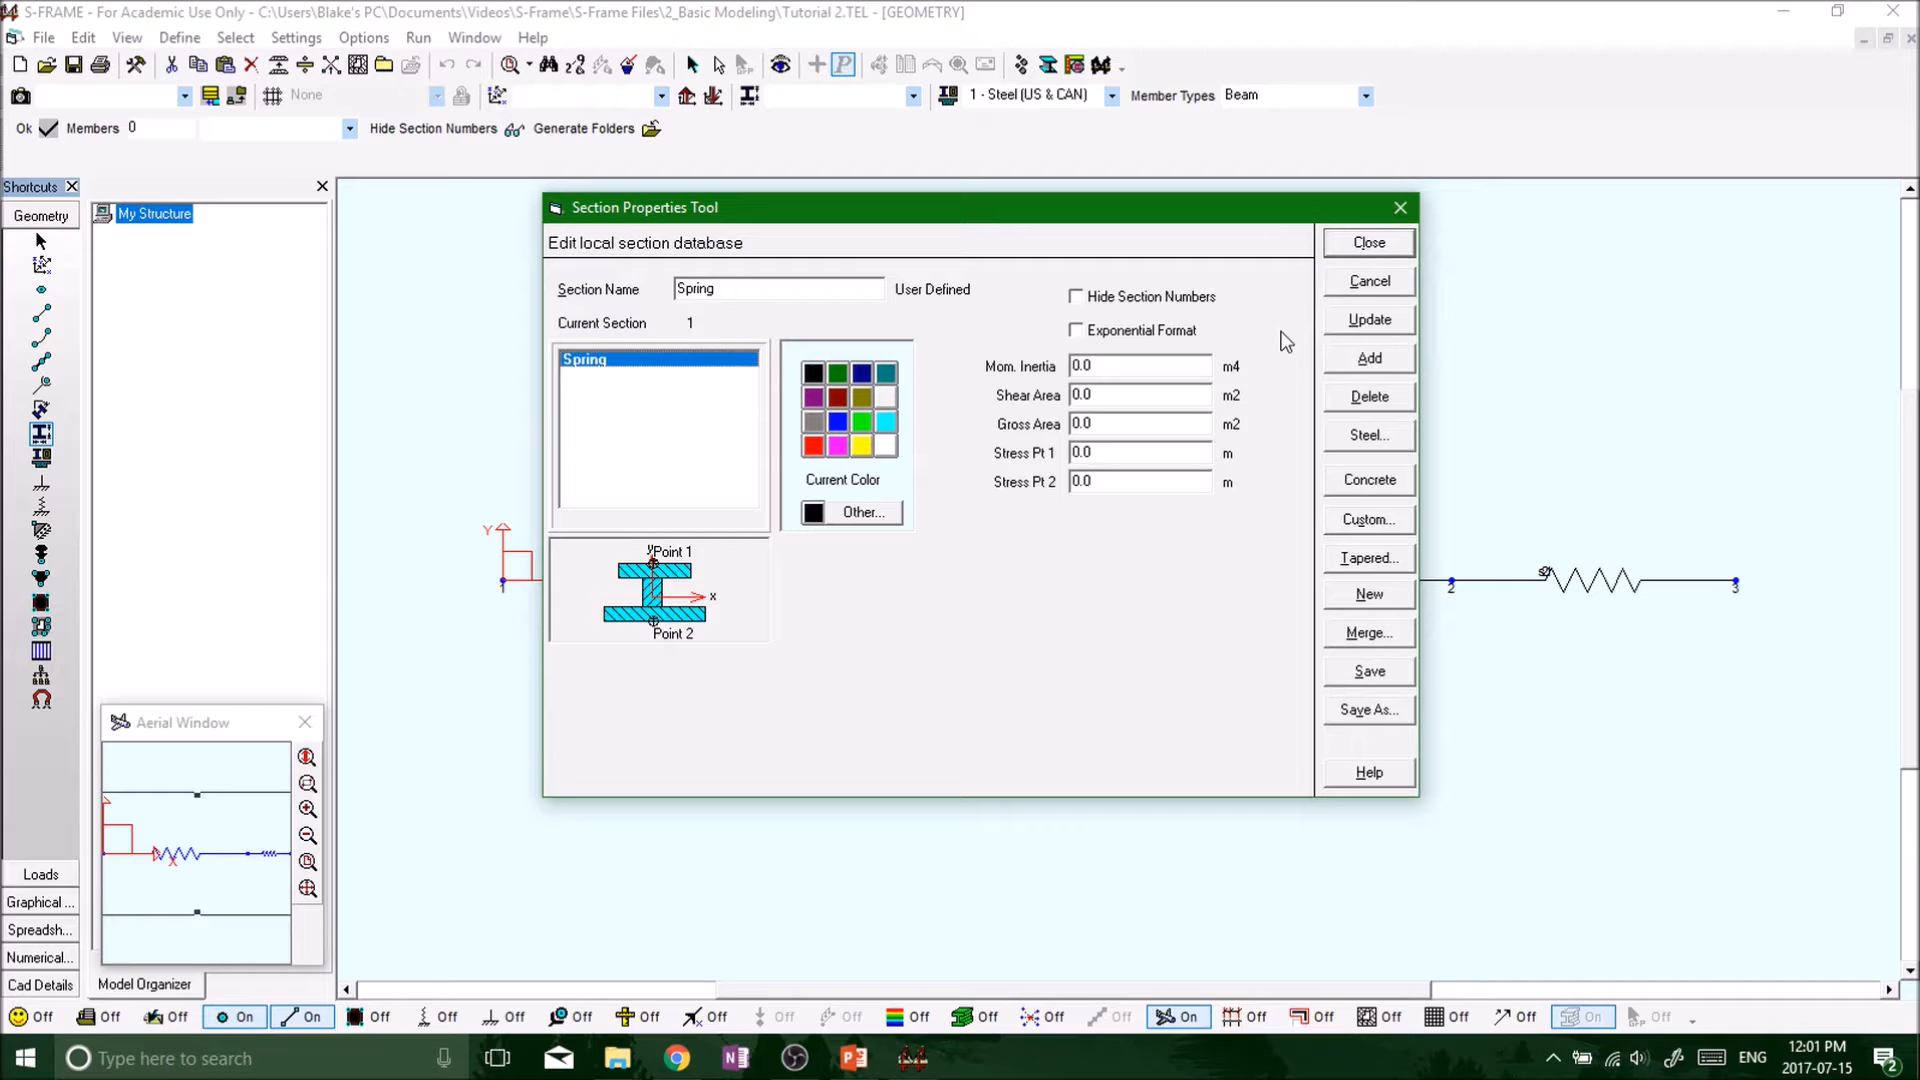 S-FRAME - For Academic Use Only - C:\Users\Blake's PC\Documents\Videos\S-Frame\S-Frame Files\2_Basic Modeling\Tutorial 2.TEL - [GEOMETRY]
File Edit View Define Select Settings Options Run Window Help
None 1 - Steel (US & CAN) Member Types Beam
Ok Members 0 Hide Section Numbers Generate Folders
Shortcuts
Geometry
My Structure
Section Properties Tool
Edit local section database
Close
Section Name Spring User Defined
Hide Section Numbers
Cancel
Current Section 1
Exponential Format
Update
Spring
Mom. Inertia 0.0 m4
Add
Shear Area 0.0 m2
Delete
Gross Area 0.0 m2
Steel...
Stress Pt 1 0.0 m
Current Color
Stress Pt 2 0.0 m
Concrete
Other...
Custom...
y Point 1
Tapered...
x
New
Point 2
Merge...
Save
Save As...
Help
Y
1
2
3
Aerial Window
X
Loads
Graphical ...
Spreadsh...
Numerical...
Cad Details
Model Organizer
Off Off Off On On Off Off Off Off Off Off Off Off Off Off Off Off On Off Off Off Off Off On Off
Type here to search
ENG
12:01 PM
2017-07-15
2